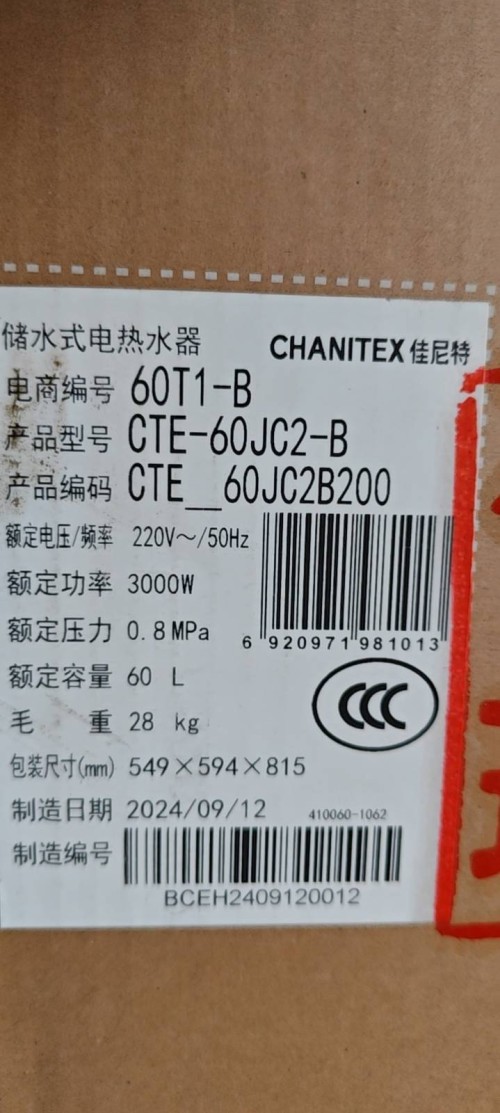 储水式电热水器 CHANITEX 佳尼特
电商编号 60T1-B
产品型号 CTE-60JC2-B
产品编码 CTE__60JC2B200
额定电压/频率 220V～/50Hz
额定功率 3000W
额定压力 0.8MPa
6 920971 981013
额定容量 60 L
CCC
毛 重 28 kg
包装尺寸(mm) 549×594×815
制造日期 2024/09/12 410060-1062
制造编号
BCEH2409120012